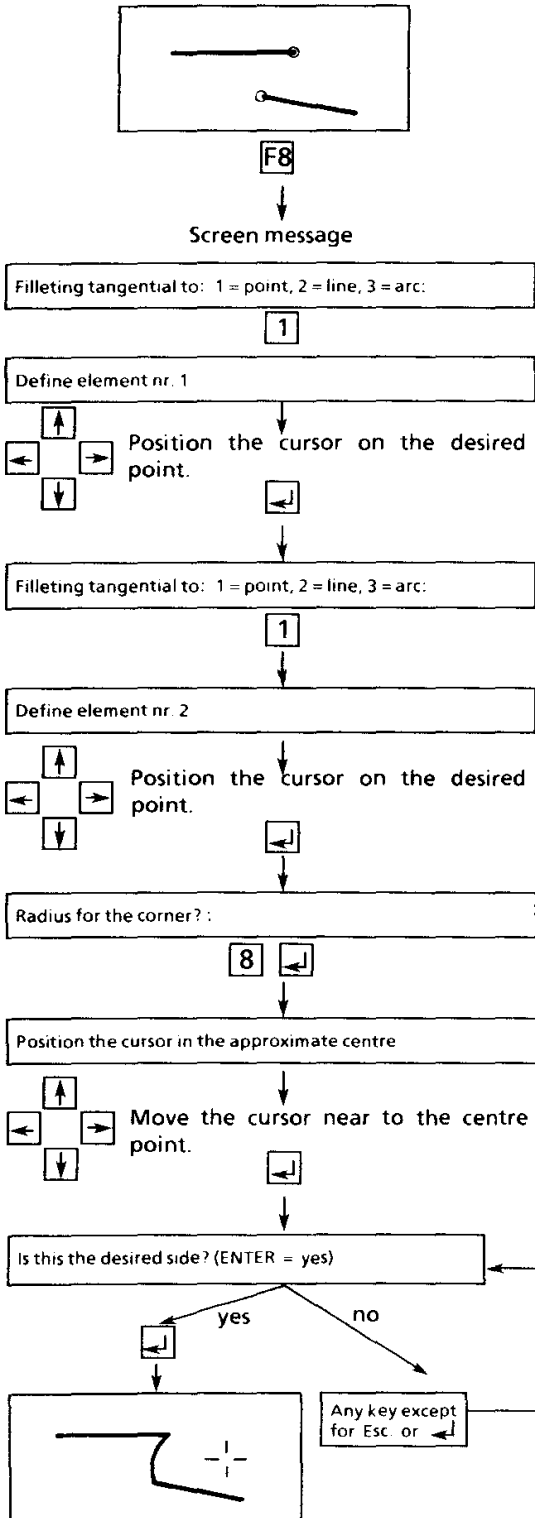 F8
Screen message
Filleting tangential to: 1 = point, 2 = line, 3 = arc:
1
Define element nr. 1
Position the cursor on the desired
point.
Filleting tangential to: 1 = point, 2 = line, 3 = arc:
1
Define element nr. 2
Position the cursor on the desired
point.
Radius for the corner? :
8
Position the cursor in the approximate centre
Move the cursor near to the centre
point.
Is this the desired side? (ENTER = yes)
yes
no
Any key except
for Esc. or